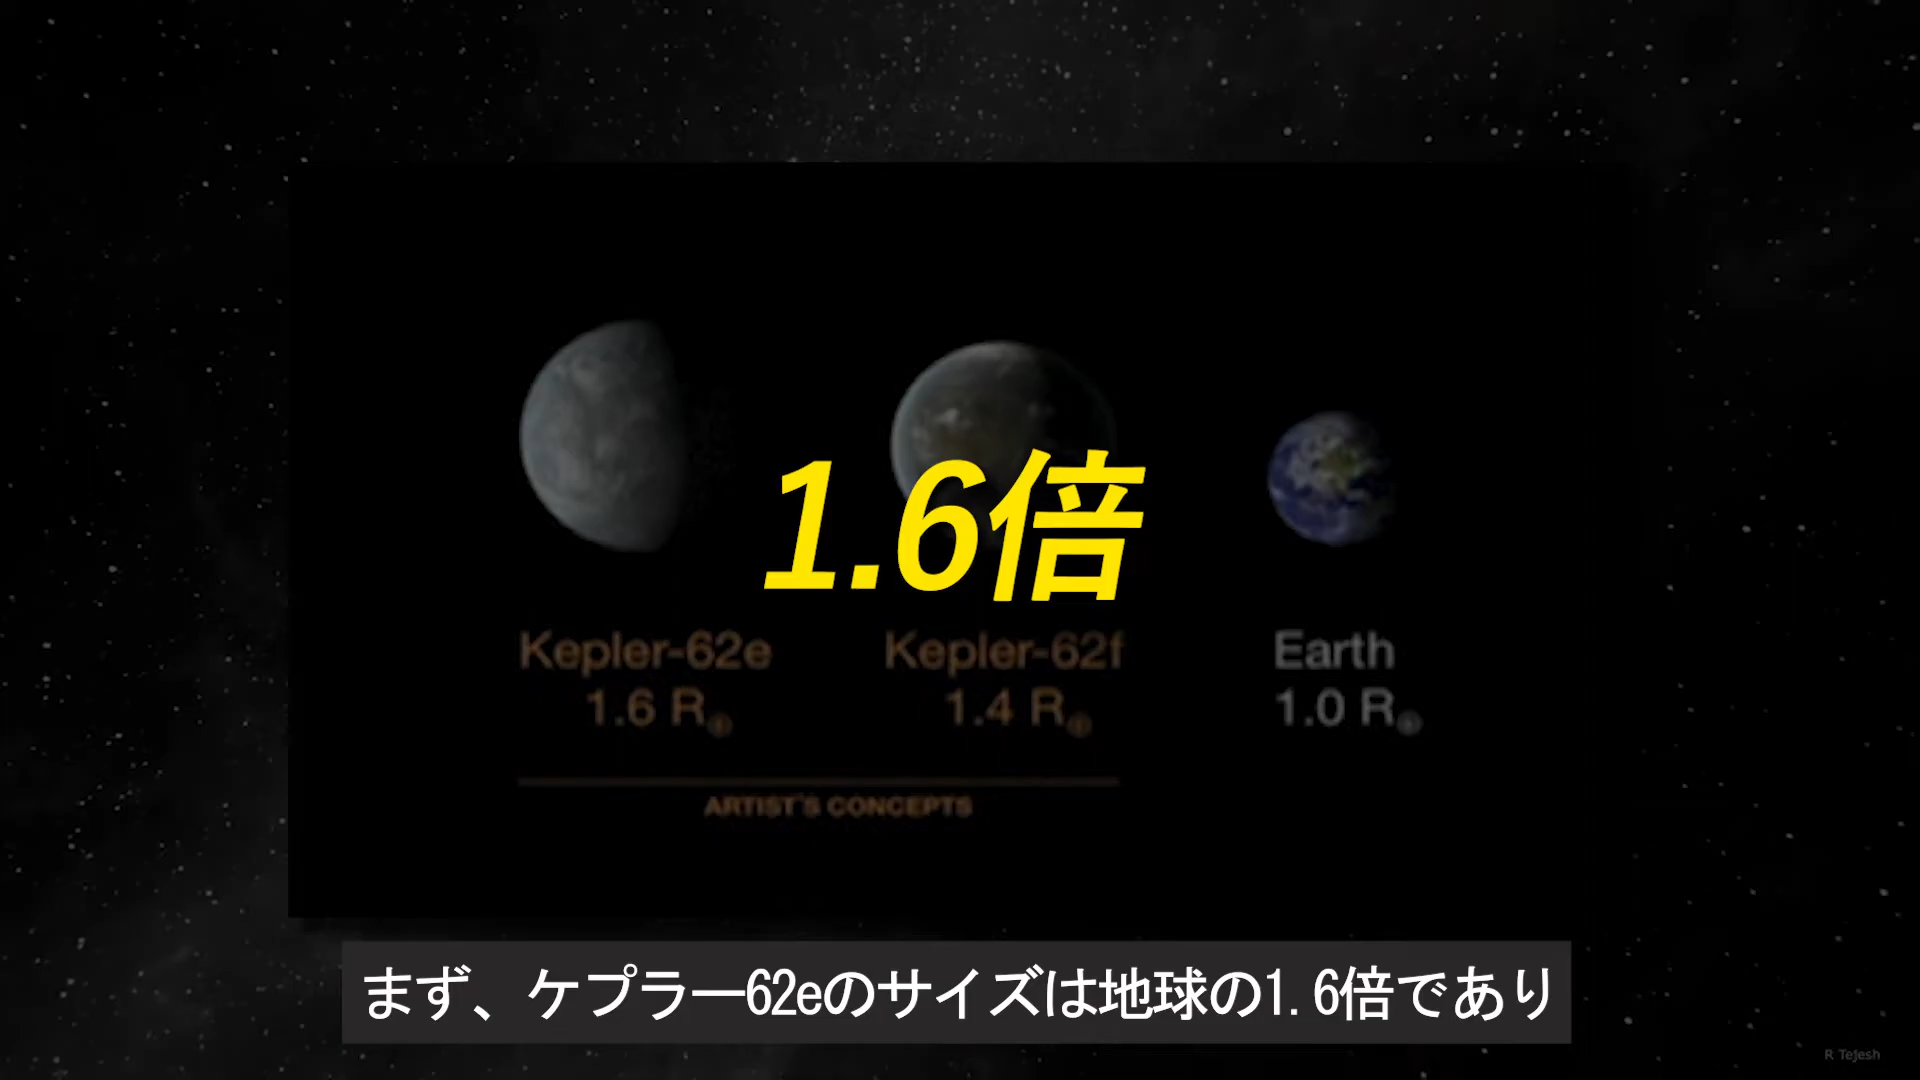 1.6倍
Kepler-62e
1.6 R⊕
Kepler-62f
1.4 R⊕
Earth
1.0 R⊕
ARTIST'S CONCEPTS
まず、ケプラー62eのサイズは地球の1.6倍であり
R Tejesh